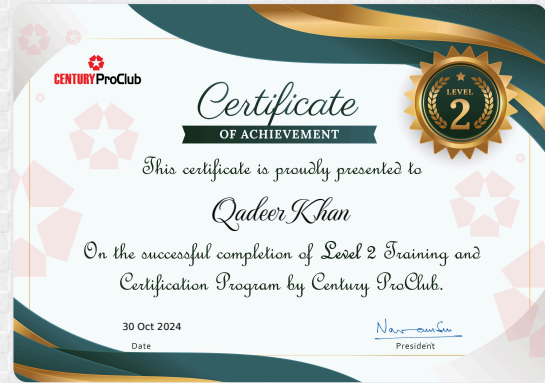 CENTURY ProClub
Certificate
OF ACHIEVEMENT
LEVEL
2
This certificate is proudly presented to
Qadeer Khan
On the successful completion of Level 2 Training and
Certification Program by Century ProClub.
30 Oct 2024
Date
President